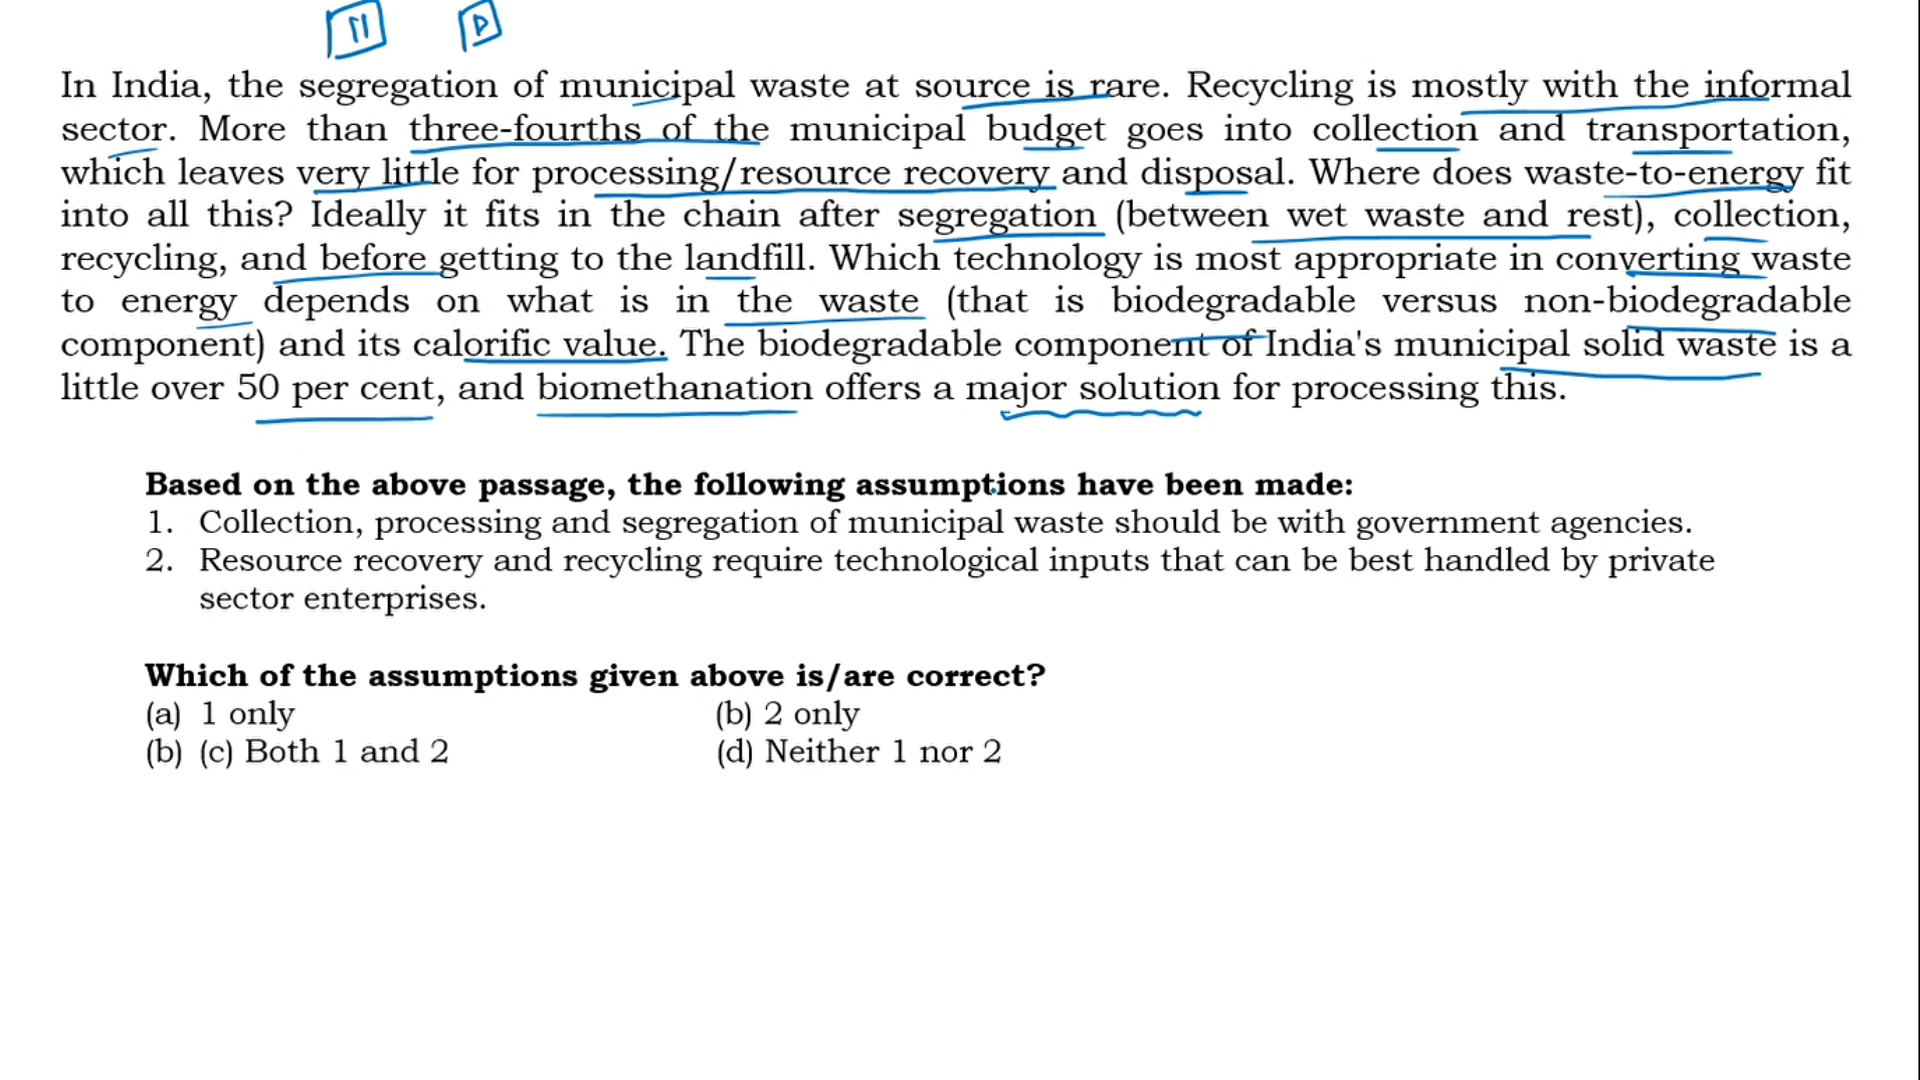 In India, the segregation of municipal waste at source is rare. Recycling is mostly with the informal
sector. More than three-fourths of the municipal budget goes into collection and transportation,
which leaves very little for processing/resource recovery and disposal. Where does waste-to-energy fit
into all this? Ideally it fits in the chain after segregation (between wet waste and rest), collection,
recycling, and before getting to the landfill. Which technology is most appropriate in converting waste
to energy depends on what is in the waste (that is biodegradable versus non-biodegradable
component) and its calorific value. The biodegradable component of India's municipal solid waste is a
little over 50 per cent, and biomethanation offers a major solution for processing this.
Based on the above passage, the following assumptions have been made:
1. Collection, processing and segregation of municipal waste should be with government agencies.
2. Resource recovery and recycling require technological inputs that can be best handled by private
sector enterprises.
Which of the assumptions given above is/are correct?
(a) 1 only (b) 2 only
(b) (c) Both 1 and 2 (d) Neither 1 nor 2